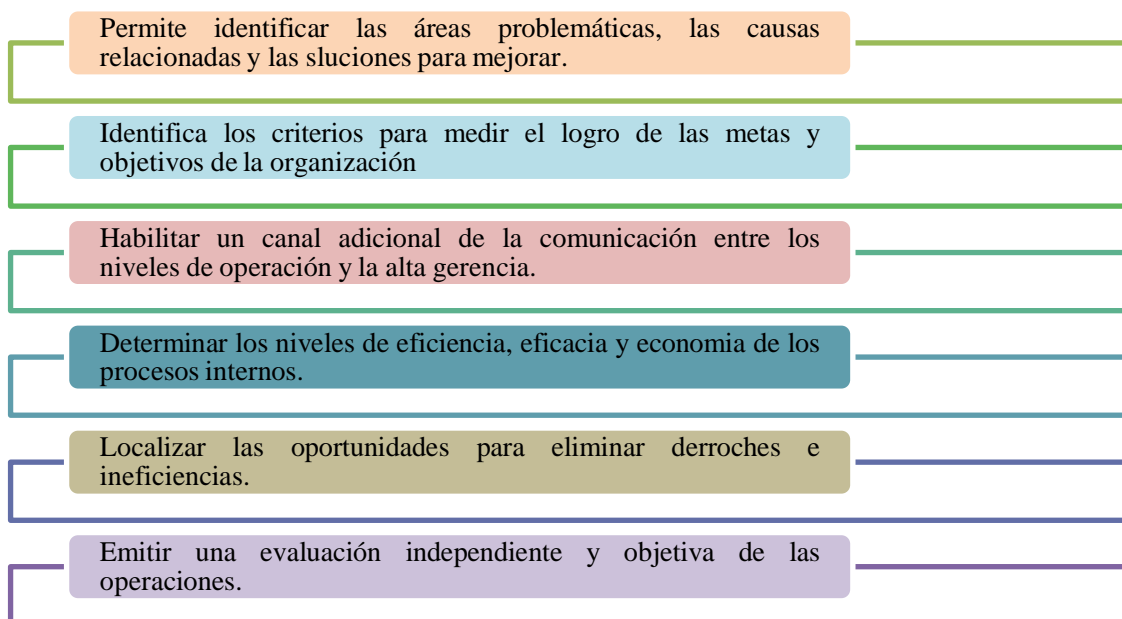 Permite identificar las áreas problemáticas, las causas
relacionadas y las sluciones para mejorar.
Identifica los criterios para medir el logro de las metas y
objetivos de la organización
Habilitar un canal adicional de la comunicación entre los
niveles de operación y la alta gerencia.
Determinar los niveles de eficiencia, eficacia y economia de los
procesos internos.
Localizar las oportunidades para eliminar derroches e
ineficiencias.
Emitir una evaluación independiente y objetiva de las
operaciones.